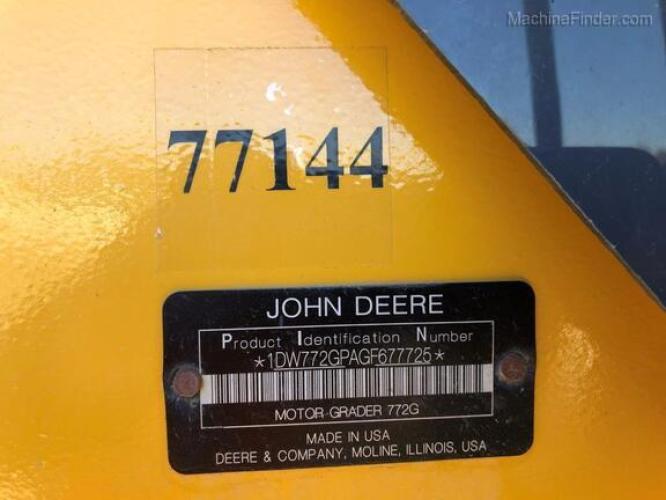 MachineFinder.com
77144
JOHN DEERE
Product Identification Number
*1DW772GPAGF677725*
MOTOR GRADER 772G
MADE IN USA
DEERE & COMPANY, MOLINE, ILLINOIS, USA